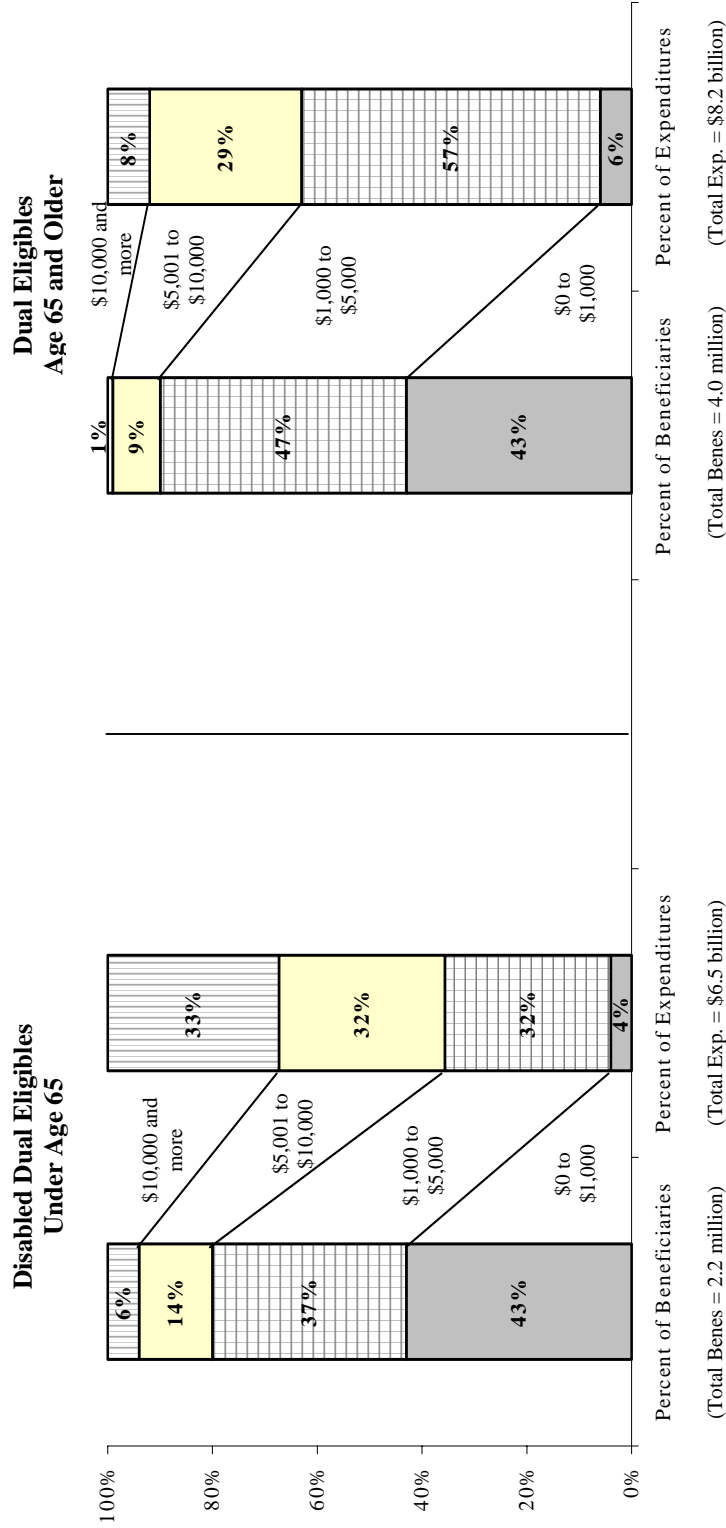 Disabled Dual Eligibles
Under Age 65
Dual Eligibles
Age 65 and Older
100%
80%
60%
40%
20%
0%
6%
14%
37%
43%
$10,000 and
more
$5,001 to
$10,000
$1,000 to
$5,000
$0 to
$1,000
33%
32%
32%
4%
1%
9%
47%
43%
$10,000 and
more
$5,001 to
$10,000
$1,000 to
$5,000
$0 to
$1,000
8%
29%
57%
6%
Percent of Beneficiaries
Percent of Expenditures
Percent of Beneficiaries
Percent of Expenditures
(Total Benes = 2.2 million)
(Total Exp. = $6.5 billion)
(Total Benes = 4.0 million)
(Total Exp. = $8.2 billion)